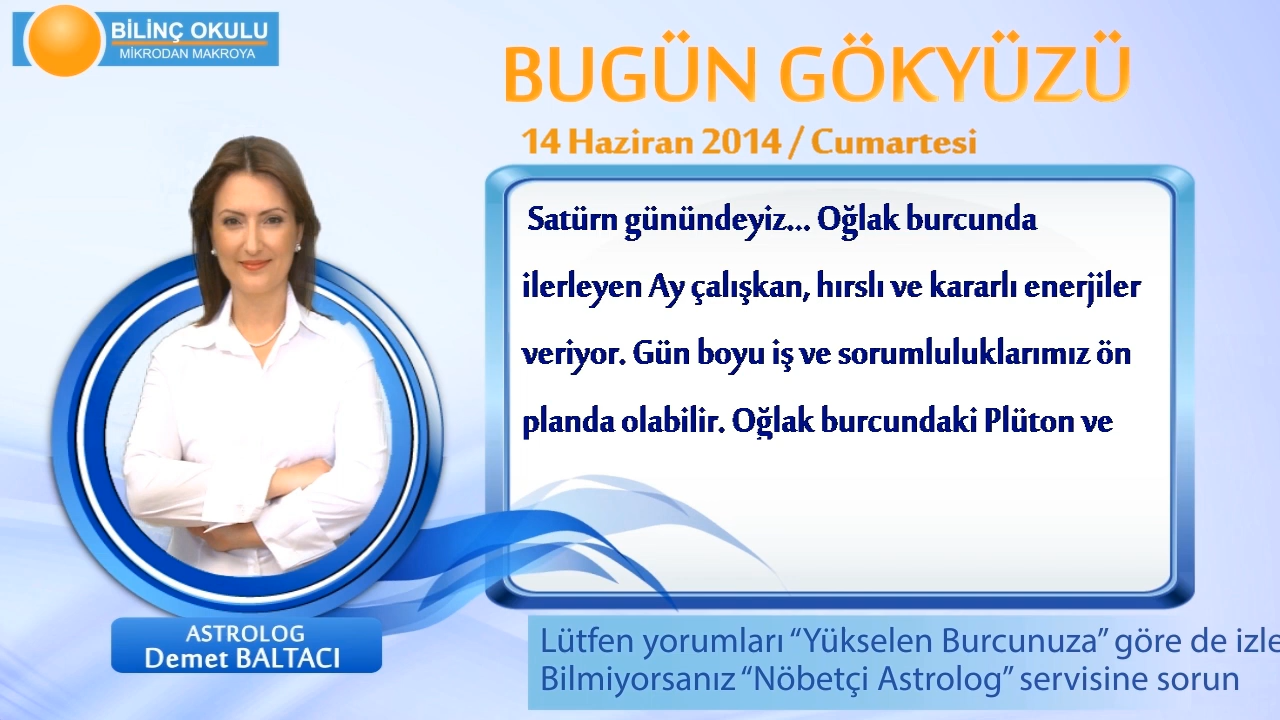 BİLİNÇ OKULU
MİKRODAN MAKROYA
BUGÜN GÖKYÜZÜ
14 Haziran 2014 / Cumartesi
Satürn günündeyiz... Oğlak burcunda
ilerleyen Ay çalışkan, hırslı ve kararlı enerjiler
veriyor. Gün boyu iş ve sorumluluklarımız ön
planda olabilir. Oğlak burcundaki Plüton ve
ASTROLOG
Demet BALTACI
Lütfen yorumları “Yükselen Burcunuza” göre de izle
Bilmiyorsanız “Nöbetçi Astrolog” servisine sorun